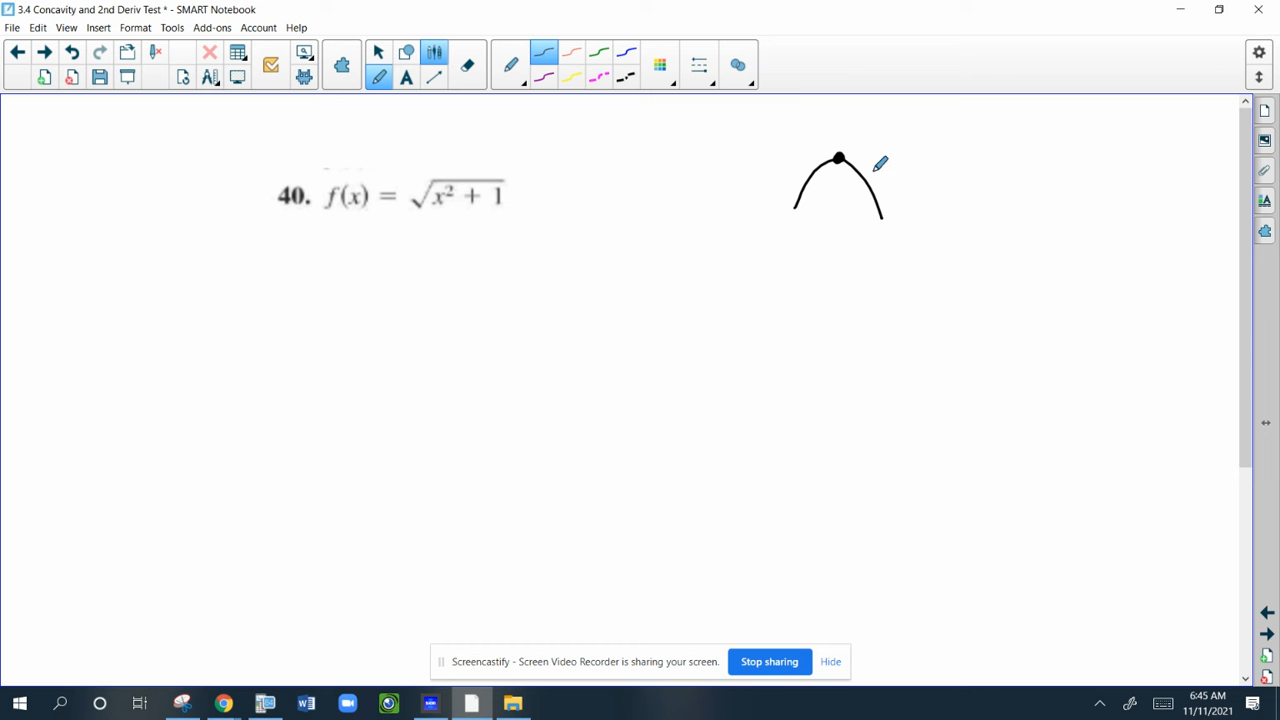 3.4 Concavity and 2nd Deriv Test * - SMART Notebook
File Edit View Insert Format Tools Add-ons Account Help
40. f(x) = √(x² + 1)
Screencastify - Screen Video Recorder is sharing your screen. Stop sharing Hide
6:45 AM
11/11/2021